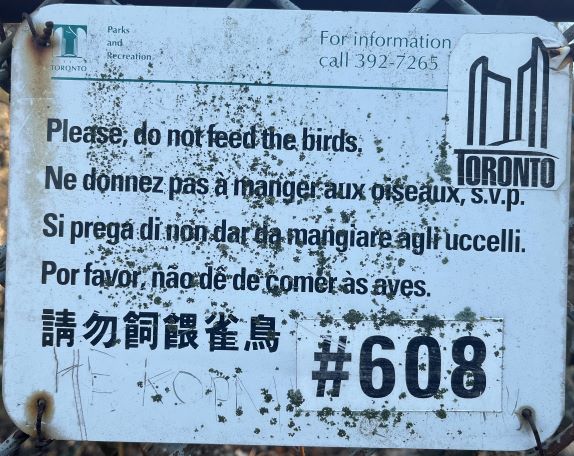 Parks
and
Recreation
TORONTO
For information
call 392-7265
TORONTO
Please, do not feed the birds.
Ne donnez pas a manger aux oiseaux, s.v.p.
Si prega di non dar da mangiare agli uccelli.
Por favor, não dê de comer às aves.
請勿飼餵雀鳥
#608
НЕ